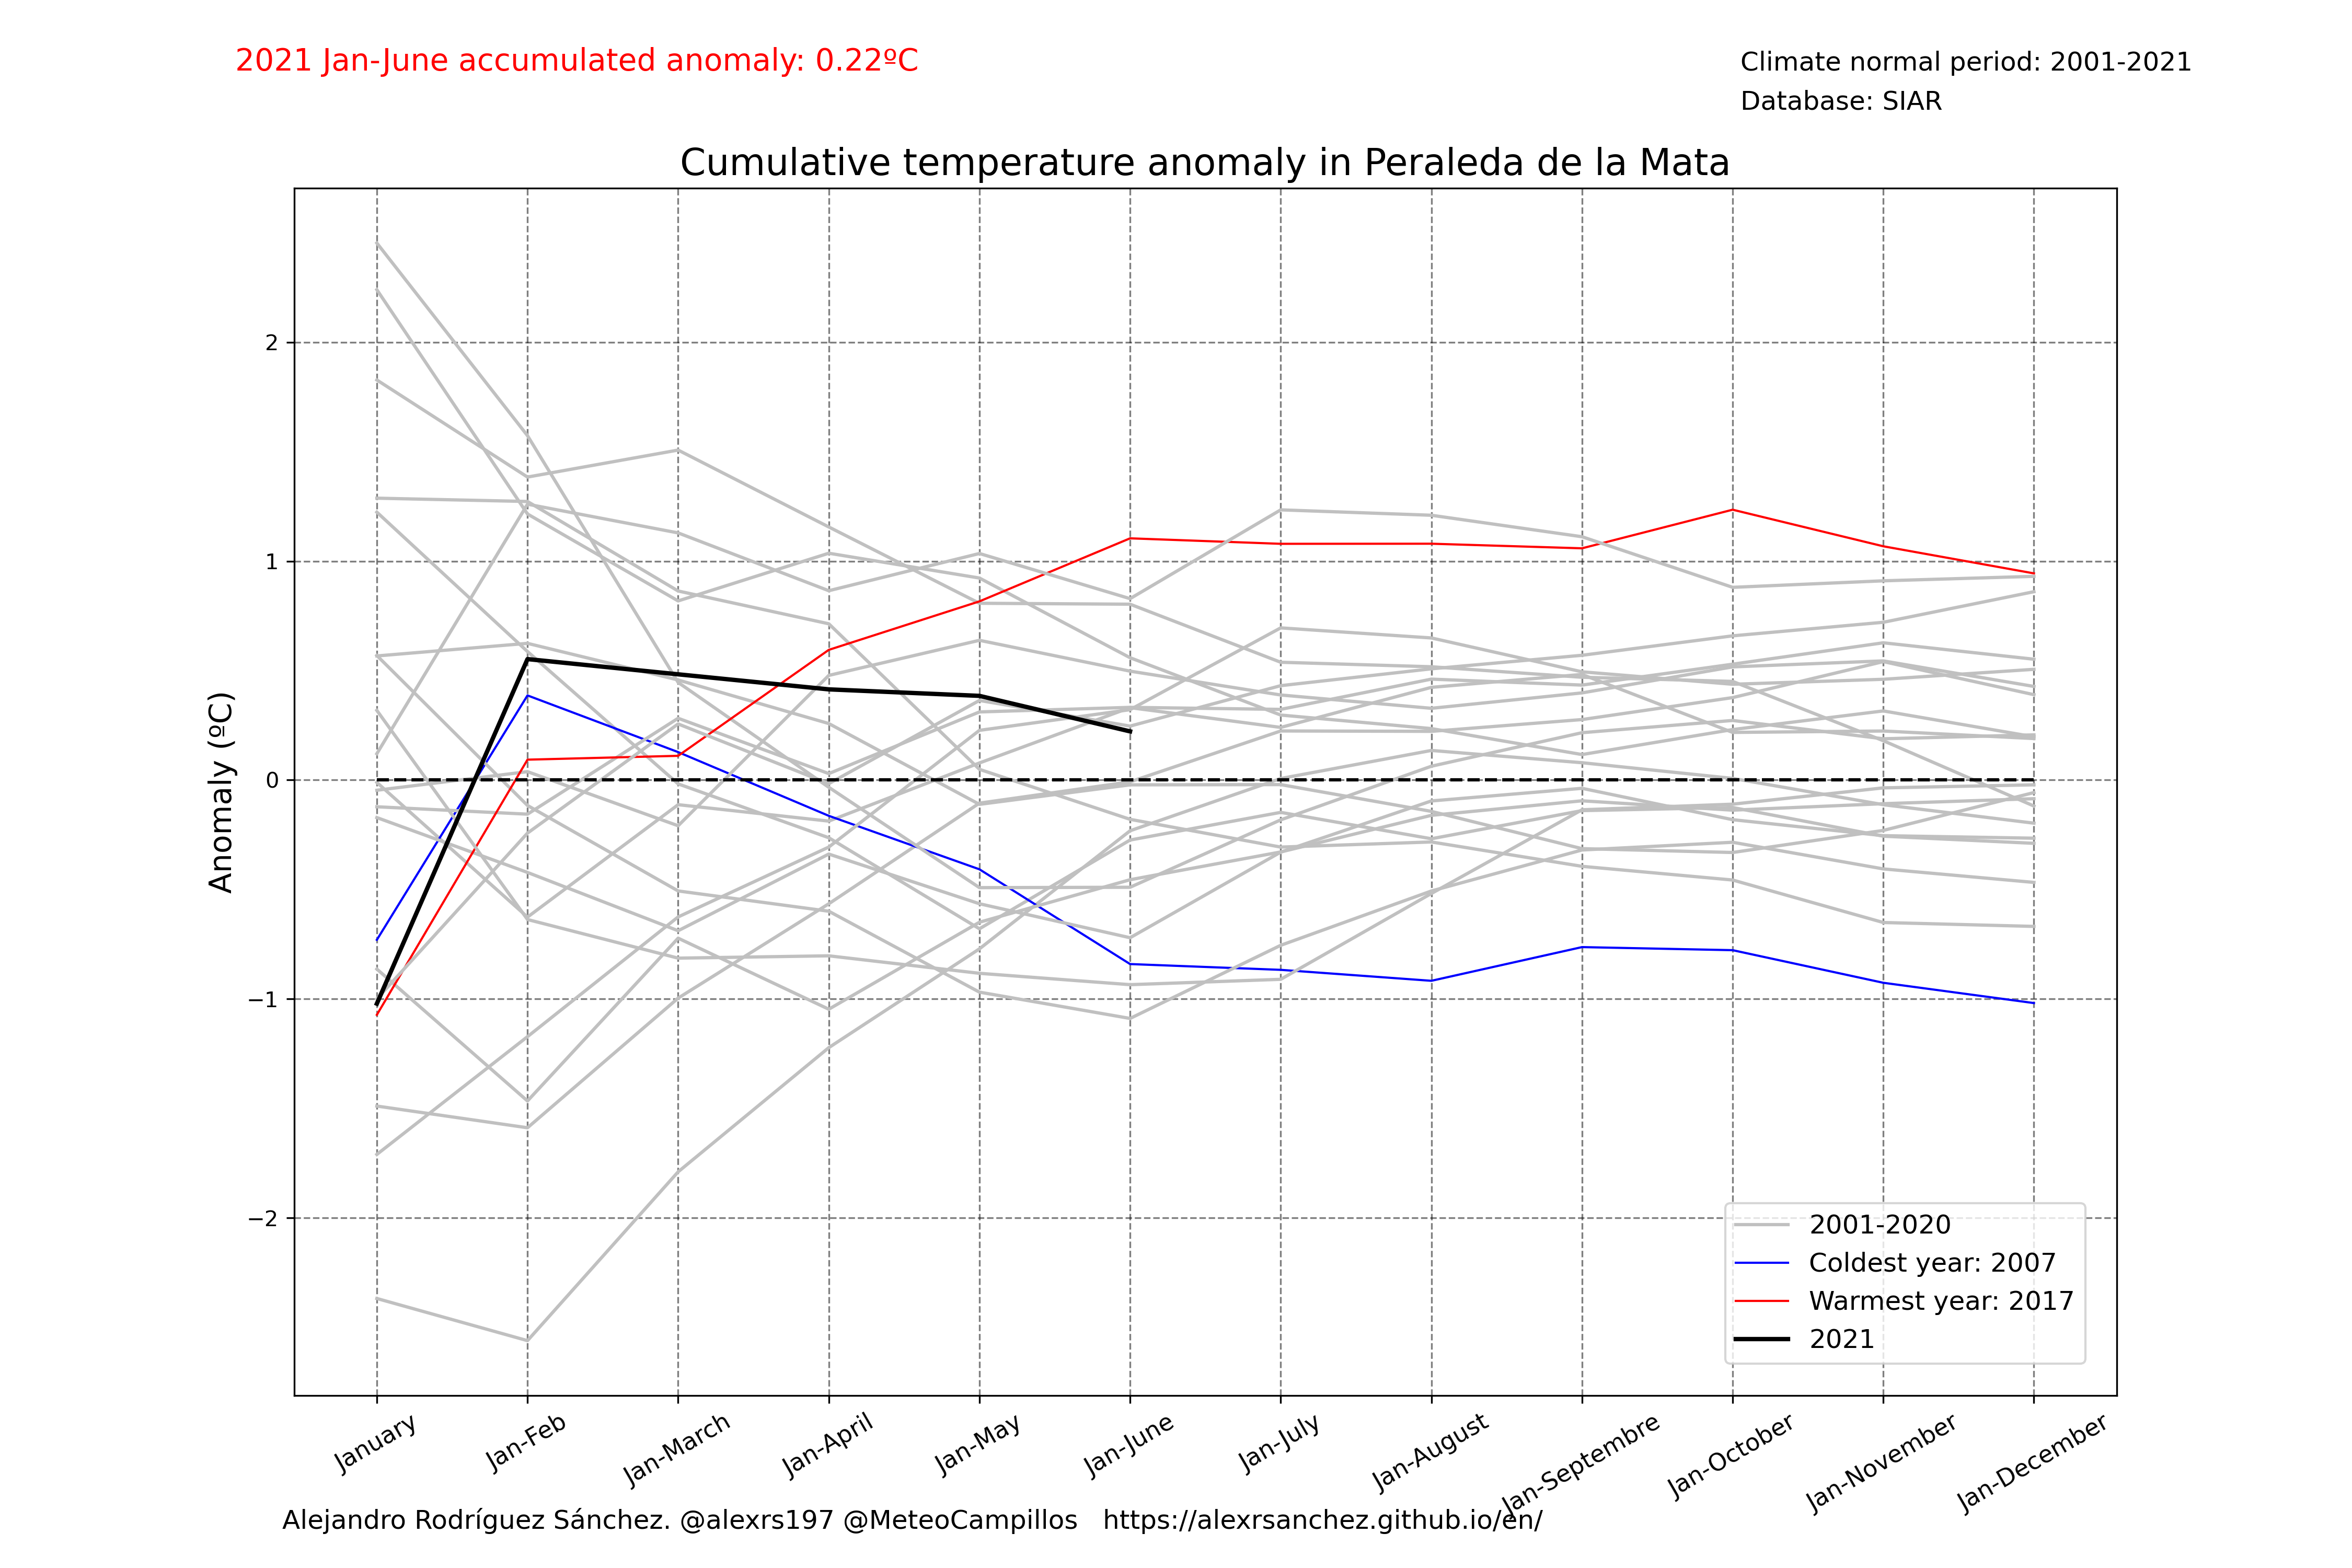 2021 Jan-June accumulated anomaly: 0.22ºC
Climate normal period: 2001-2021
Database: SIAR
Cumulative temperature anomaly in Peraleda de la Mata
Anomaly (ºC)
2
1
0
−1
−2
2001-2020
Coldest year: 2007
Warmest year: 2017
2021
January
Jan-Feb
Jan-March
Jan-April
Jan-May
Jan-June
Jan-July
Jan-August
Jan-Septembre
Jan-October
Jan-November
Jan-December
Alejandro Rodríguez Sánchez. @alexrs197 @MeteoCampillos   https://alexrsanchez.github.io/en/